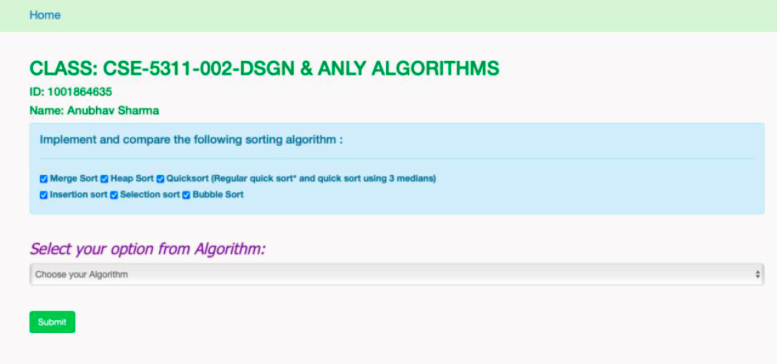 Home
CLASS: CSE-5311-002-DSGN & ANLY ALGORITHMS
ID: 1001864635
Name: Anubhav Sharma
Implement and compare the following sorting algorithm :
Merge Sort Heap Sort Quicksort (Regular quick sort* and quick sort using 3 medians)
Insertion sort Selection sort Bubble Sort
Select your option from Algorithm:
Choose your Algorithm
Submit